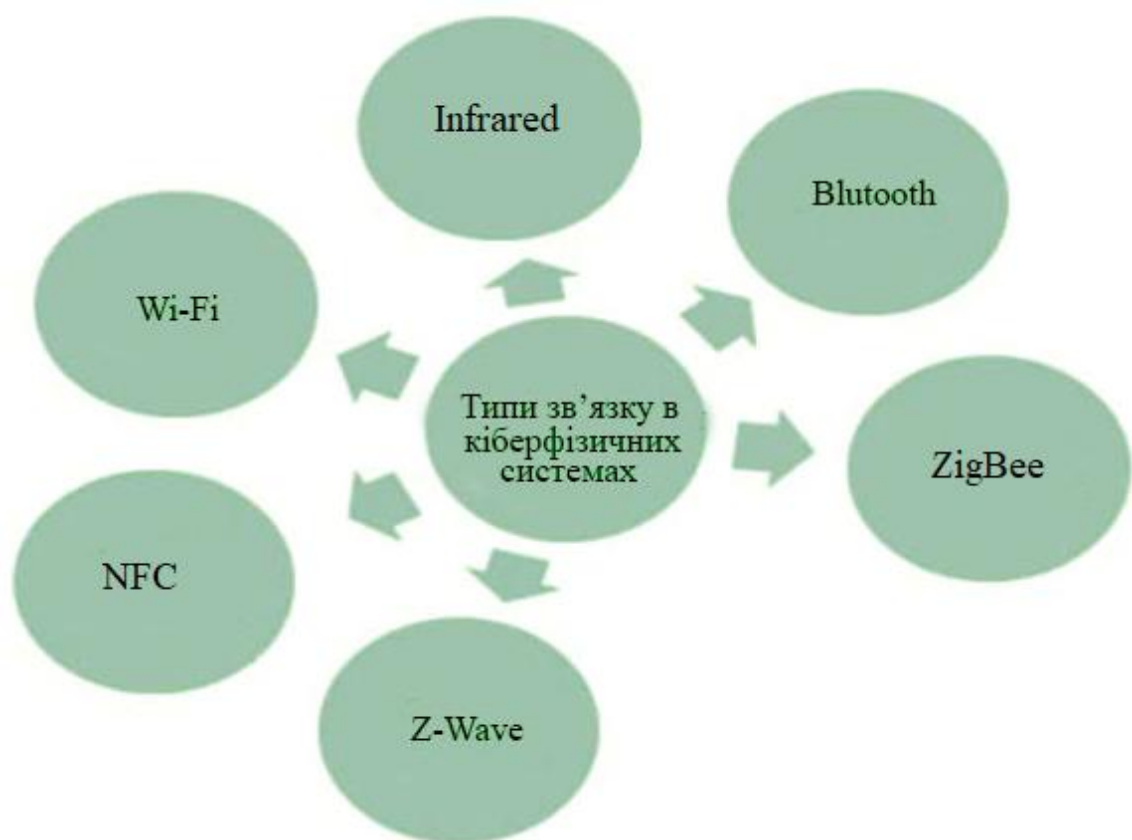 Infrared
Blutooth
Wi-Fi
Типи зв’язку в
кіберфізичних
системах
ZigBee
NFC
Z-Wave